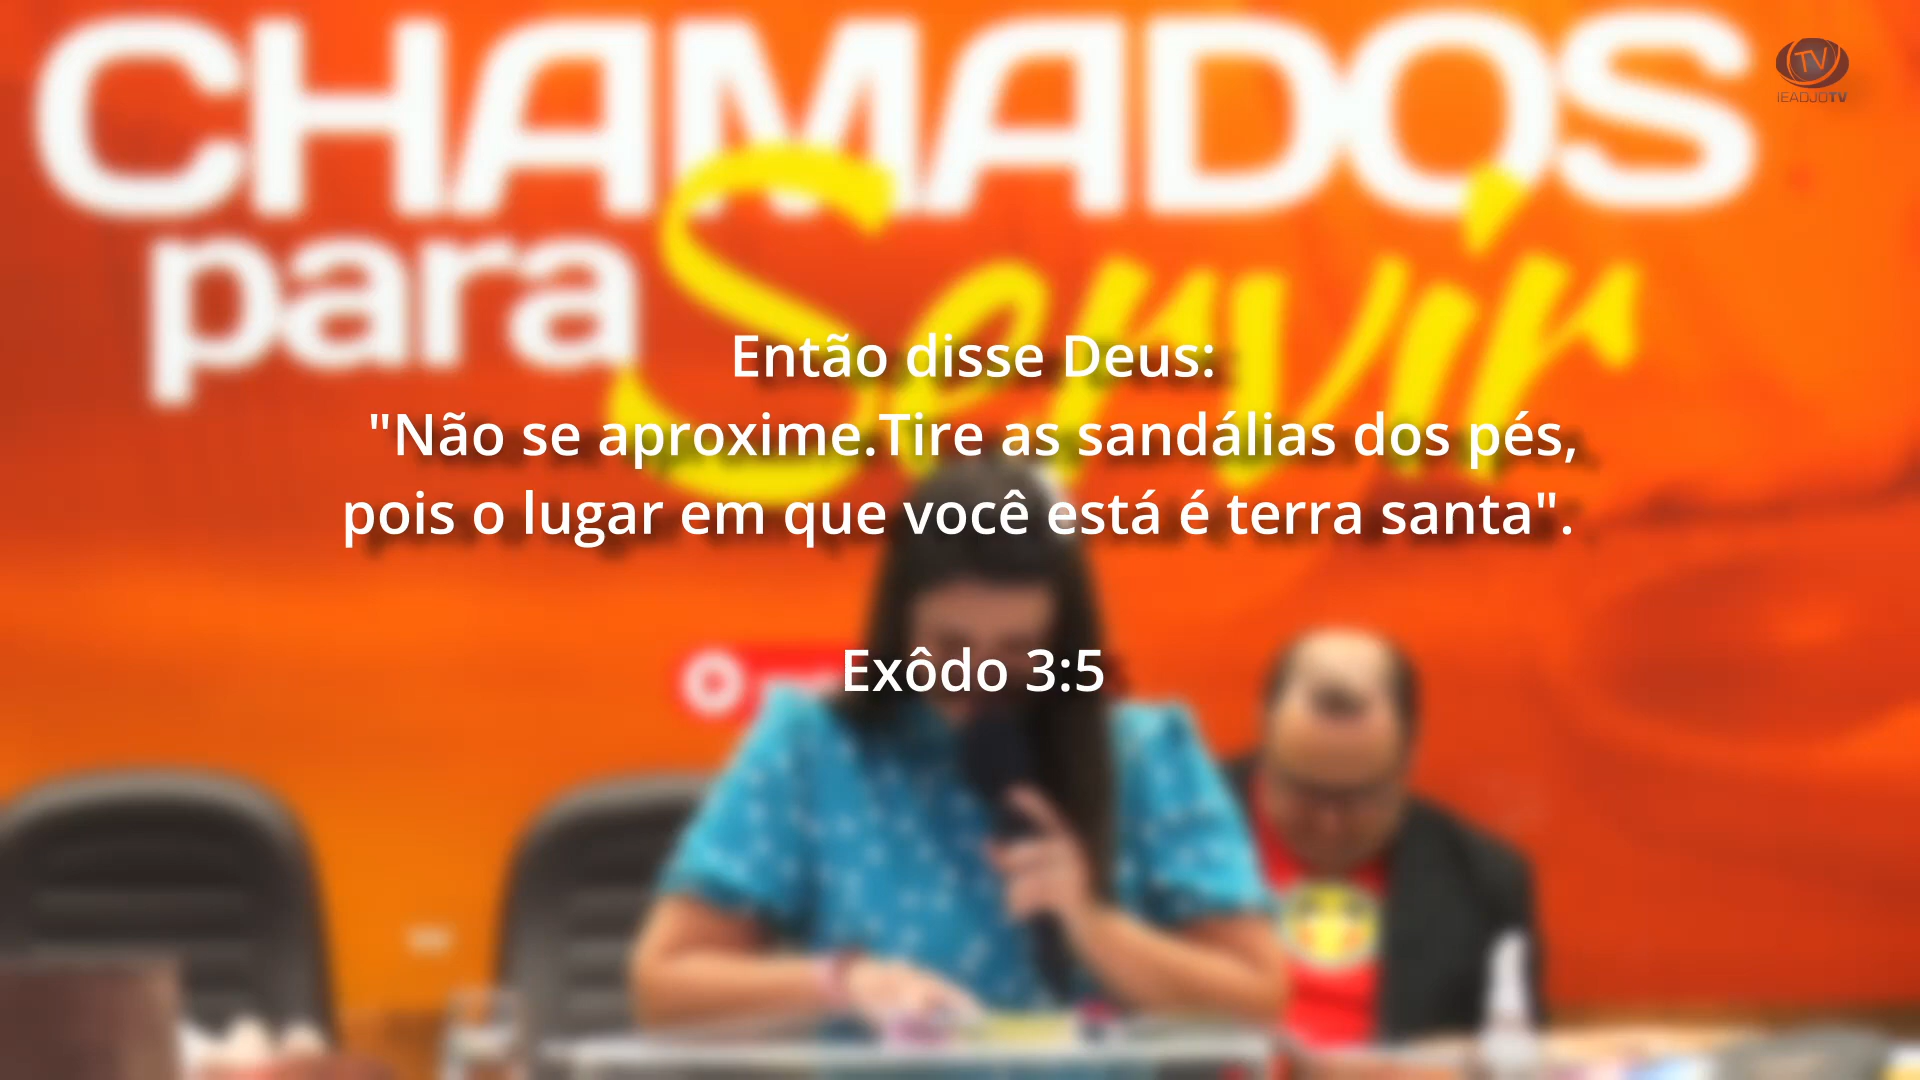 CHAMADOS
para Servir
TV
IEADJOTV
Então disse Deus:
"Não se aproxime.Tire as sandálias dos pés,
pois o lugar em que você está é terra santa".
Exôdo 3:5